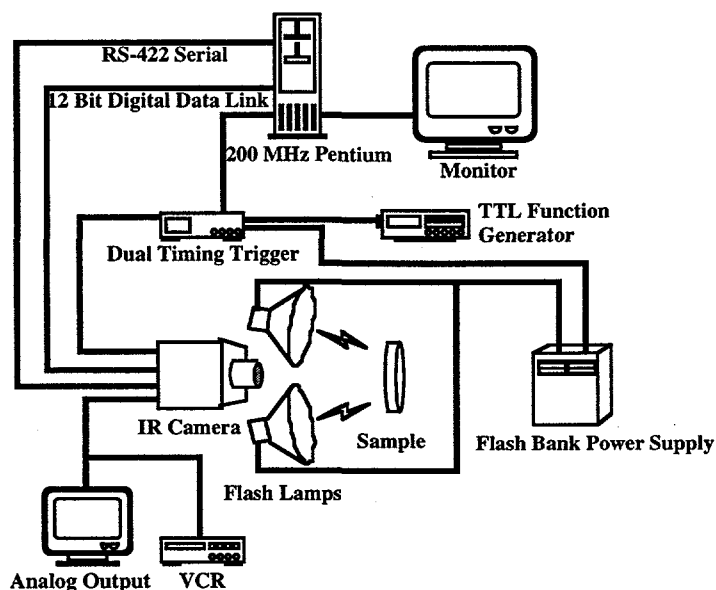 RS-422 Serial
12 Bit Digital Data Link
200 MHz Pentium
Monitor
TTL Function
Generator
Dual Timing Trigger
IR Camera
Sample
Flash Bank Power Supply
Flash Lamps
Analog Output
VCR